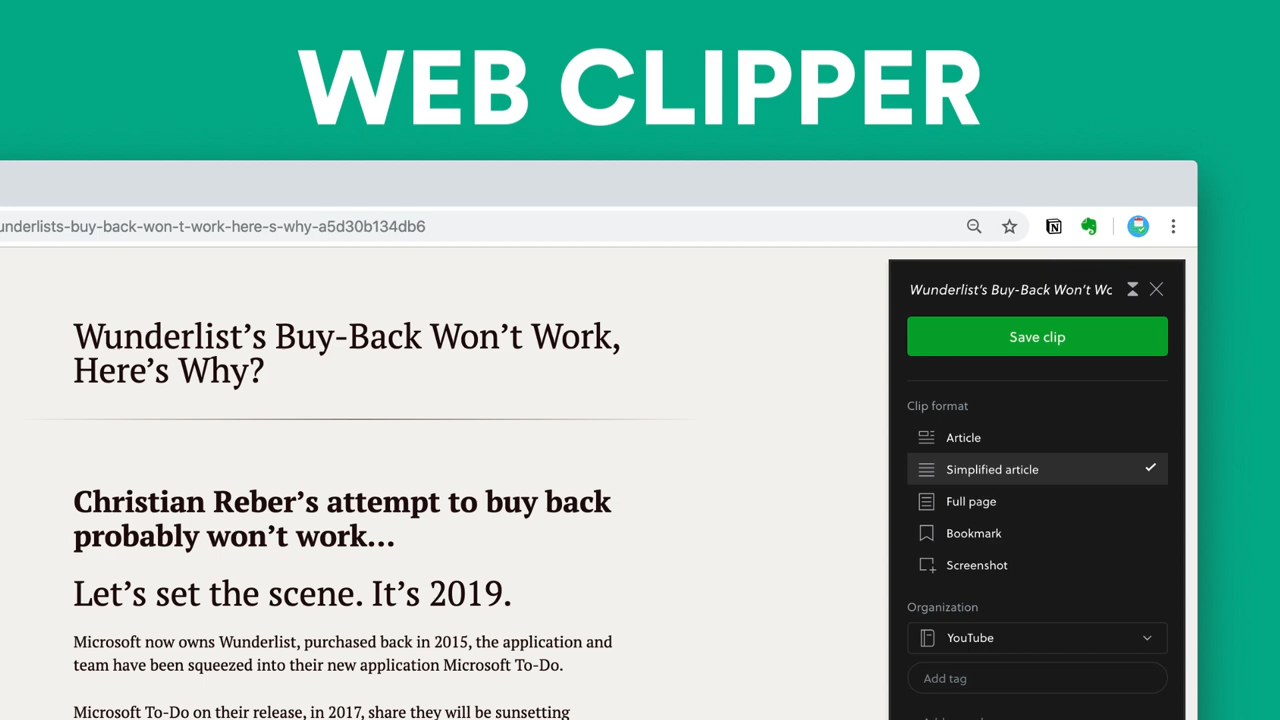 WEB CLIPPER
underlists-buy-back-won-t-work-here-s-why-a5d30b134db6
Wunderlist’s Buy-Back Won’t Work,
Here’s Why?
Christian Reber’s attempt to buy back
probably won’t work…
Let’s set the scene. It’s 2019.
Microsoft now owns Wunderlist, purchased back in 2015, the application and
team have been squeezed into their new application Microsoft To-Do.
Microsoft To-Do on their release, in 2017, share they will be sunsetting
Wunderlist’s Buy-Back Won’t Wo
Save clip
Clip format
Article
Simplified article
Full page
Bookmark
Screenshot
Organization
YouTube
Add tag